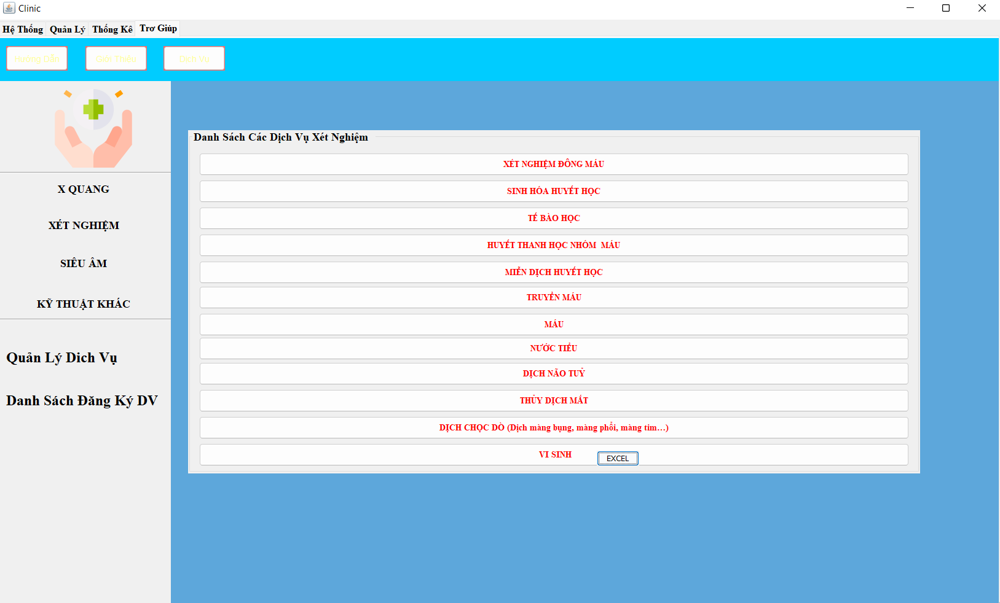 Clinic
Hệ Thống Quản Lý Thống Kê Trơ Giúp
Hướng Dẫn Giới Thiệu Dịch Vụ
Danh Sách Các Dịch Vụ Xét Nghiệm
XÉT NGHIỆM ĐÔNG MÁU
SINH HÓA HUYẾT HỌC
TẾ BÀO HỌC
HUYẾT THANH HỌC NHÓM  MÁU
MIỄN DỊCH HUYẾT HỌC
TRUYỀN MÁU
MÁU
NƯỚC TIỂU
DỊCH NÃO TUỶ
THỦY DỊCH MẮT
DỊCH CHỌC DÒ (Dịch màng bụng, màng phổi, màng tim…)
VI SINH
EXCEL
X QUANG
XÉT NGHIỆM
SIÊU ÂM
KỸ THUẬT KHÁC
Quản Lý Dich Vụ
Danh Sách Đăng Ký DV